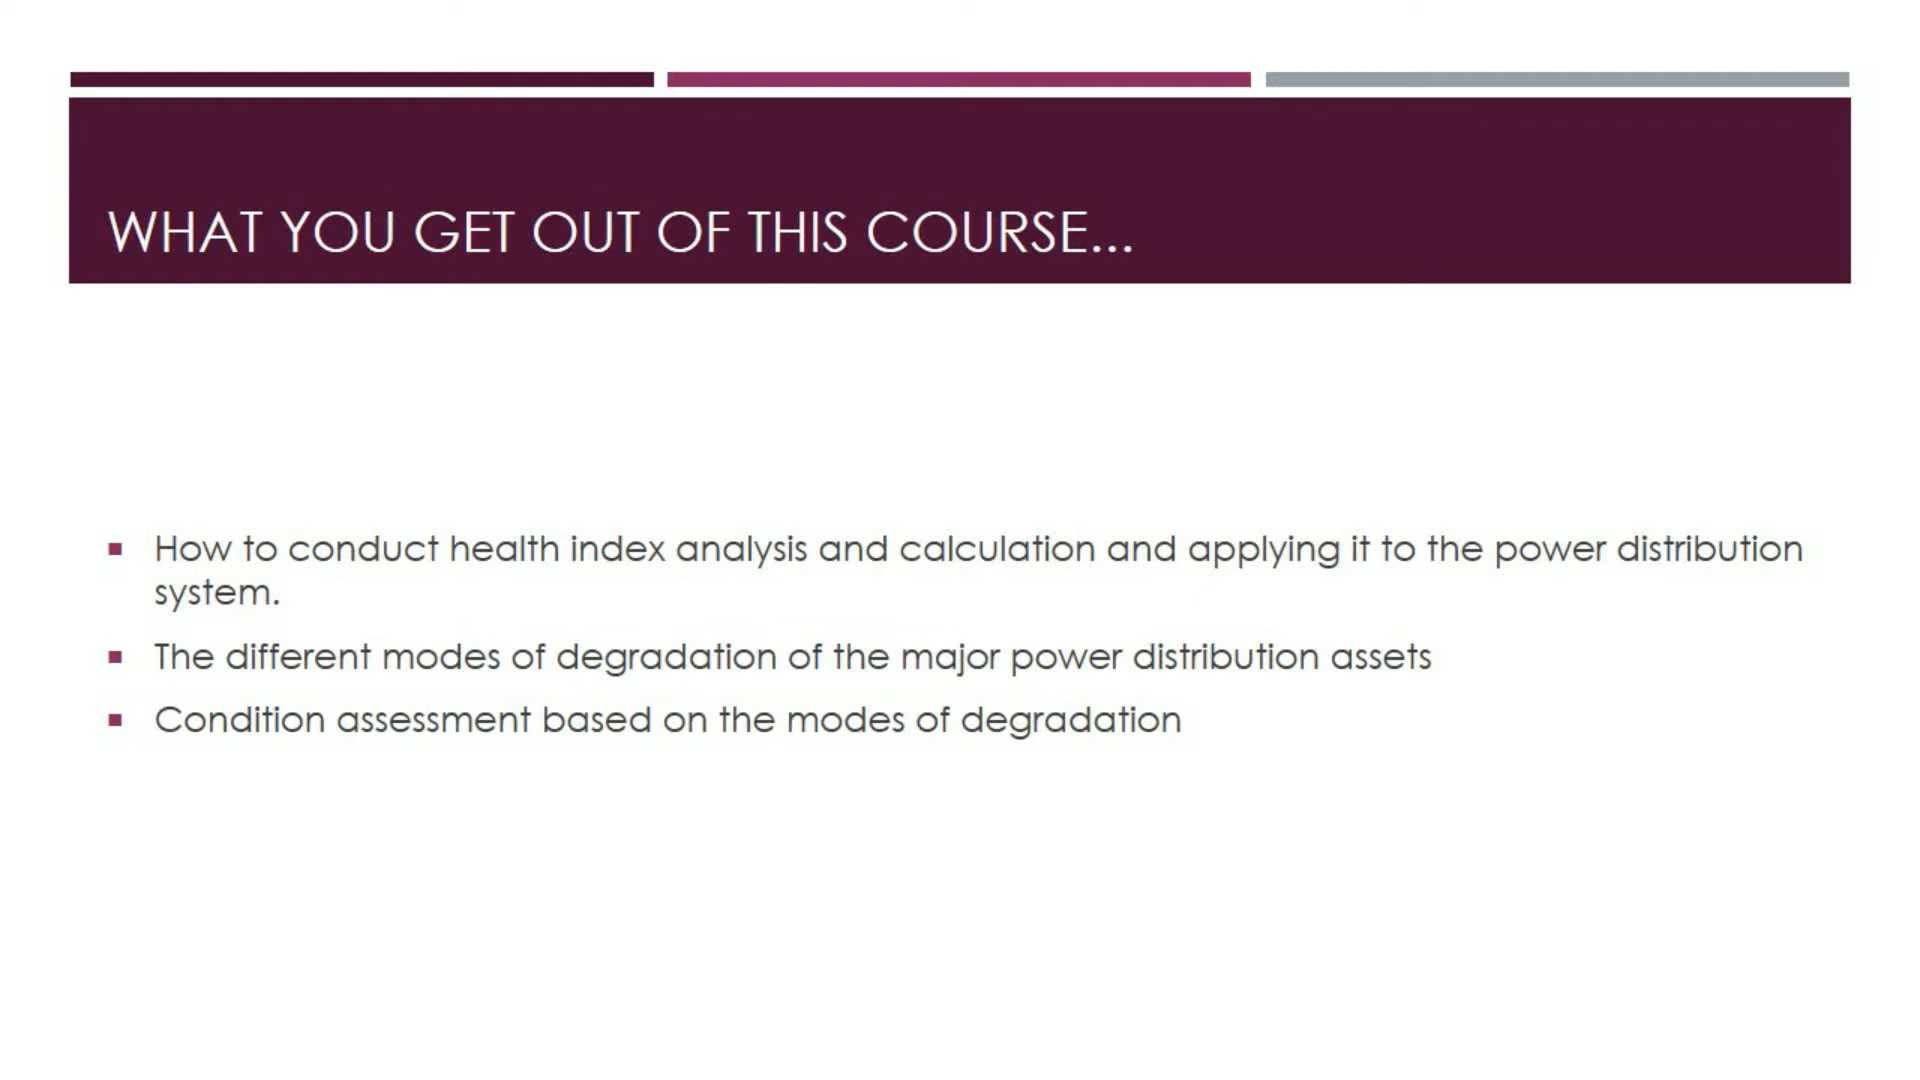 WHAT YOU GET OUT OF THIS COURSE...
▪ How to conduct health index analysis and calculation and applying it to the power distribution
system.
▪ The different modes of degradation of the major power distribution assets
▪ Condition assessment based on the modes of degradation